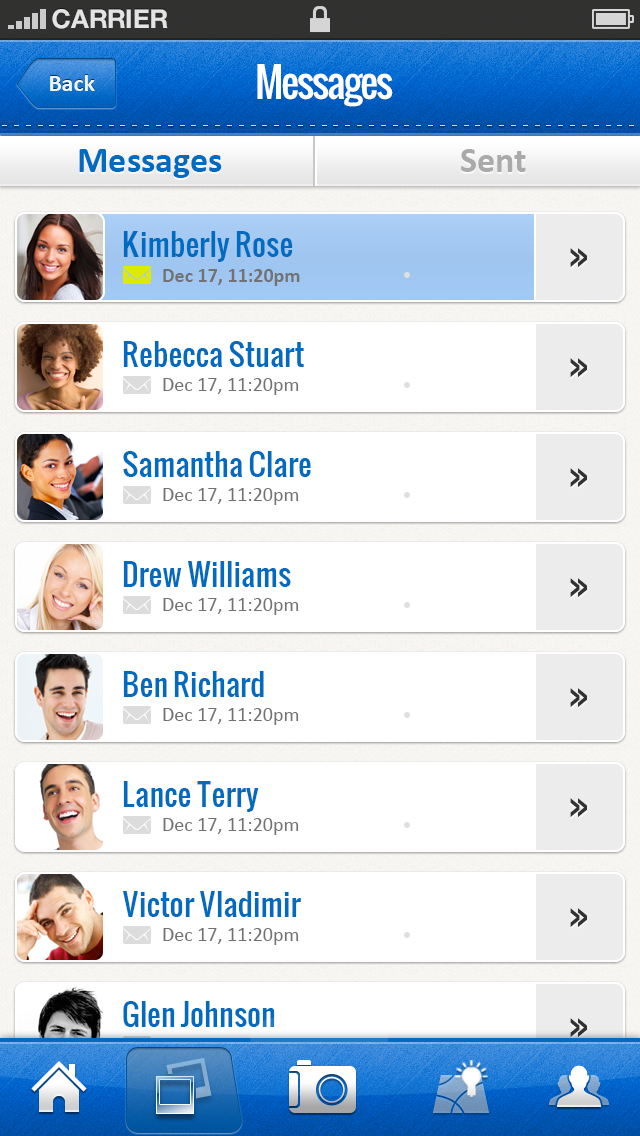 CARRIER
Back
Messages
Messages
Sent
Kimberly Rose
Dec 17, 11:20pm
»
Rebecca Stuart
Dec 17, 11:20pm
»
Samantha Clare
Dec 17, 11:20pm
»
Drew Williams
Dec 17, 11:20pm
»
Ben Richard
Dec 17, 11:20pm
»
Lance Terry
Dec 17, 11:20pm
»
Victor Vladimir
Dec 17, 11:20pm
»
Glen Johnson
»